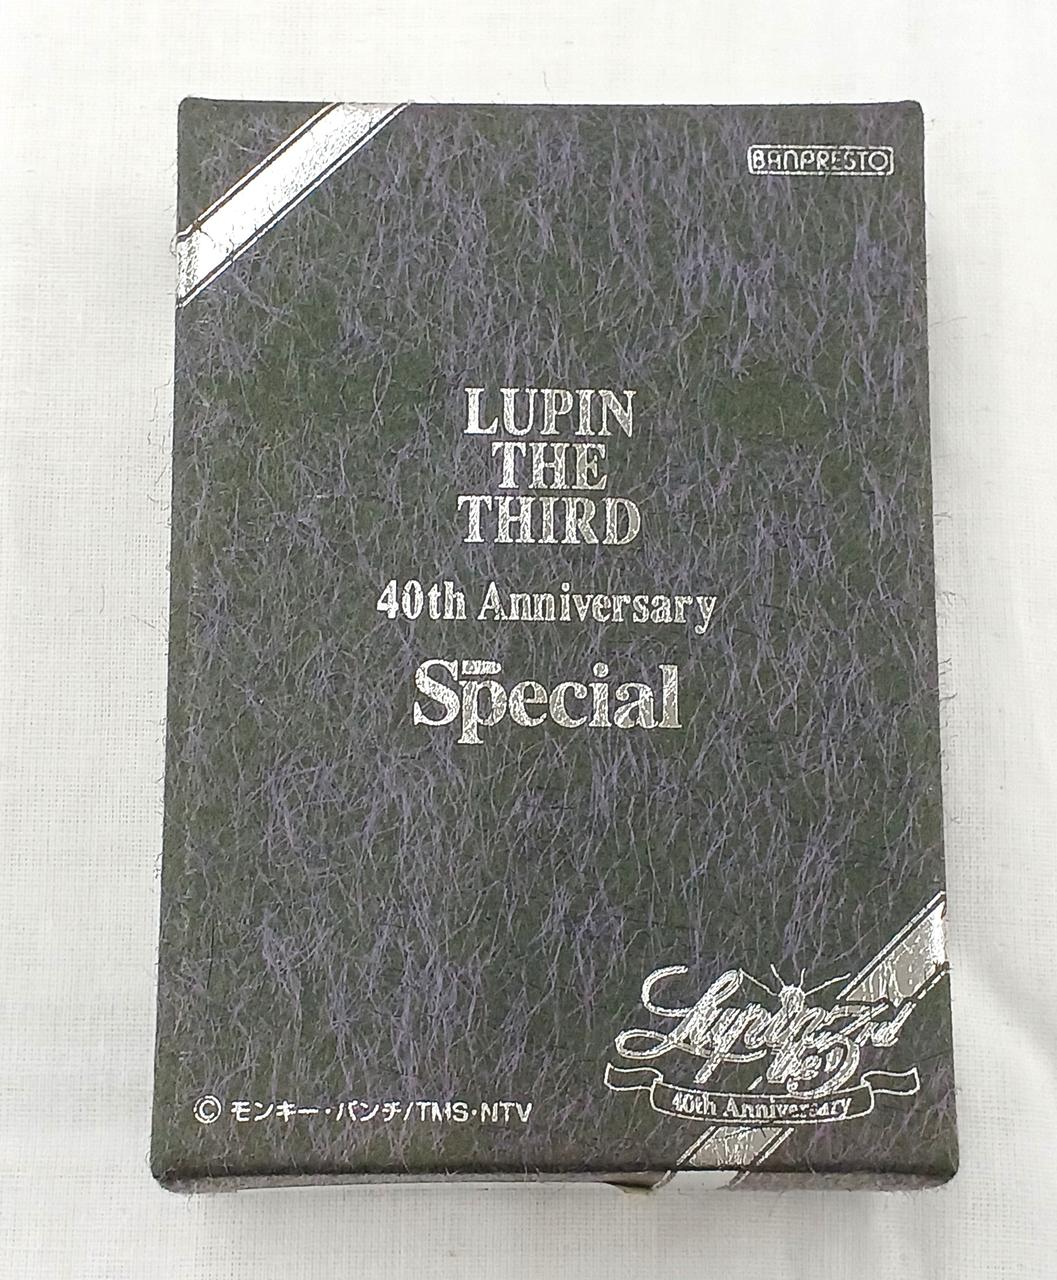 BANPRESTO
LUPIN
THE
THIRD
40th Anniversary
Special
Lupin the 3rd
40th Anniversary
© モンキー・パンチ/TMS・NTV